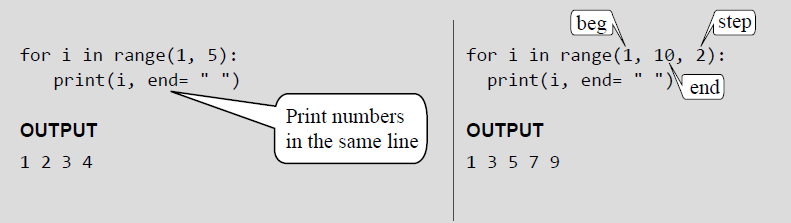 for i in range(1, 5):
print(i, end= " ")
Print numbers
in the same line
OUTPUT
1 2 3 4
beg
step
for i in range(1, 10, 2):
print(i, end= " ")
end
OUTPUT
1 3 5 7 9